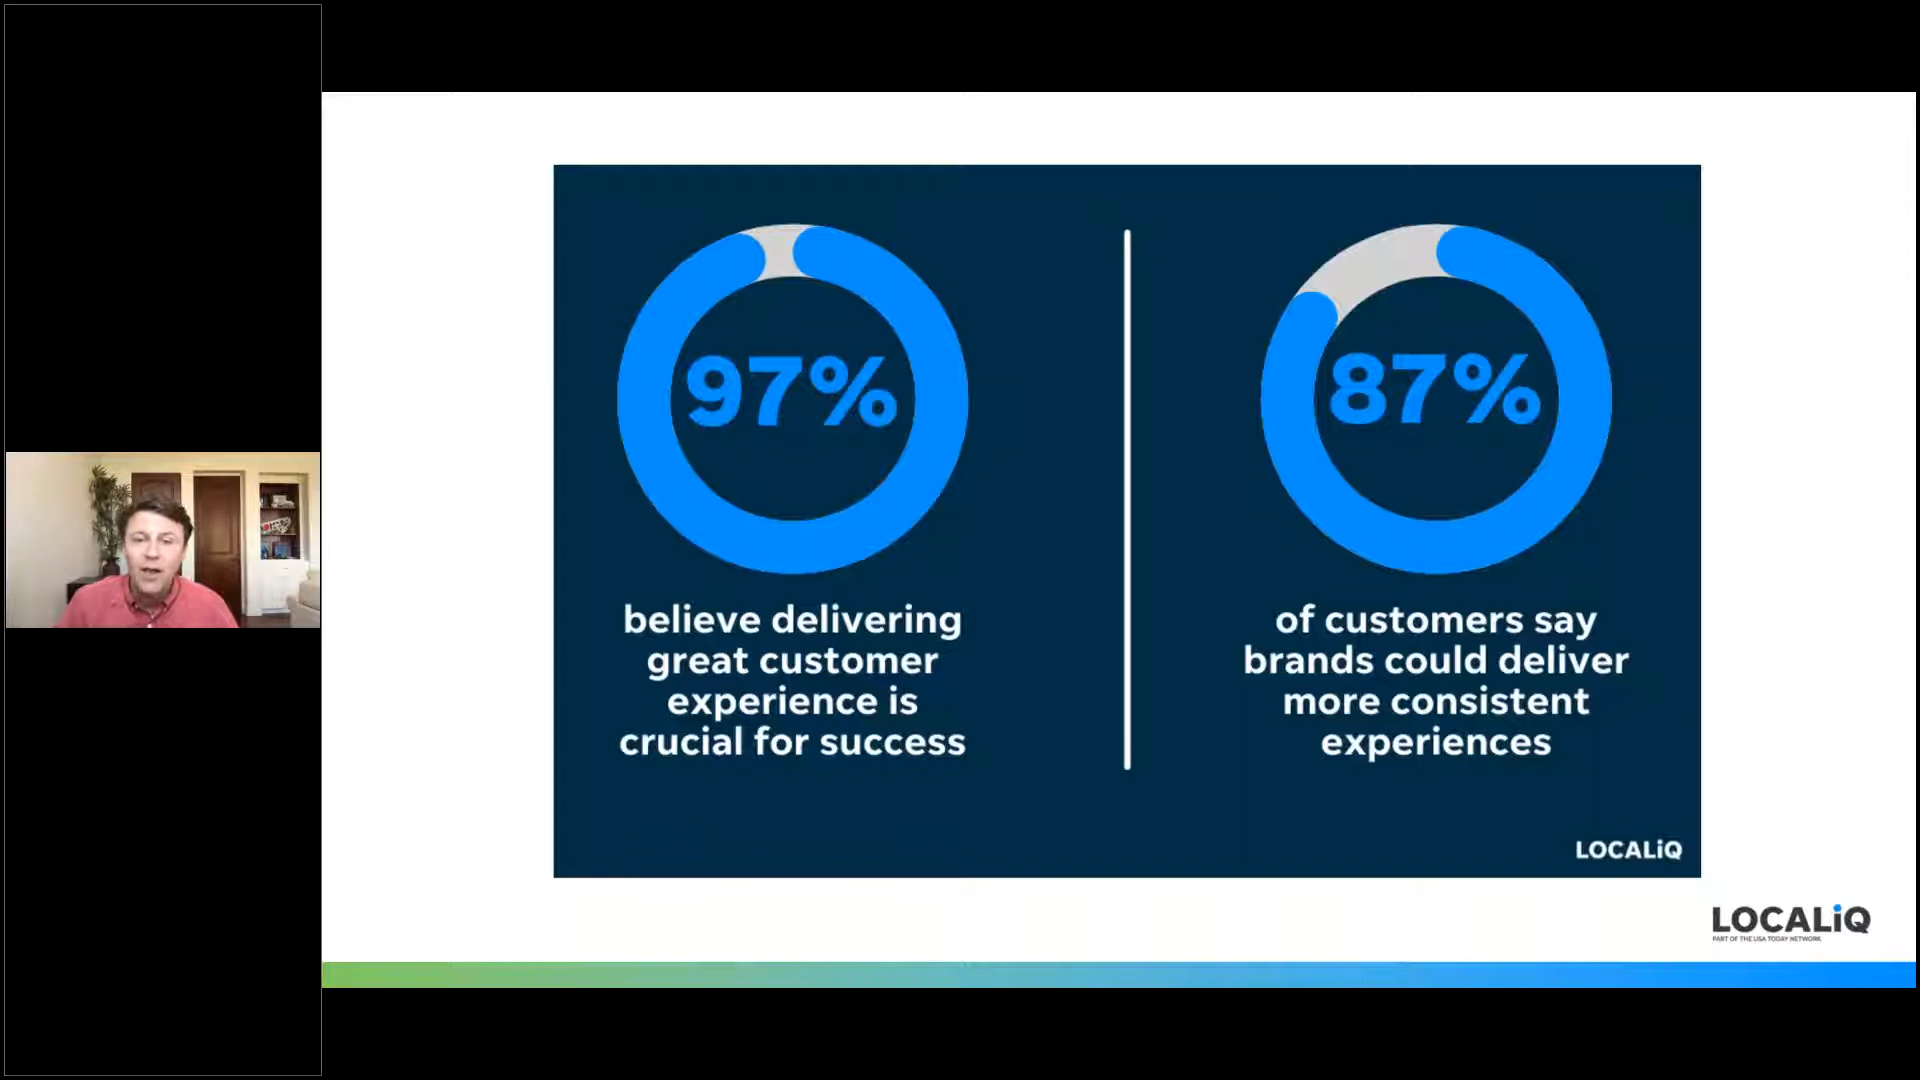 97%
believe delivering
great customer
experience is
crucial for success
87%
of customers say
brands could deliver
more consistent
experiences
LOCALiQ
LOCALiQ
PART OF THE USA TODAY NETWORK